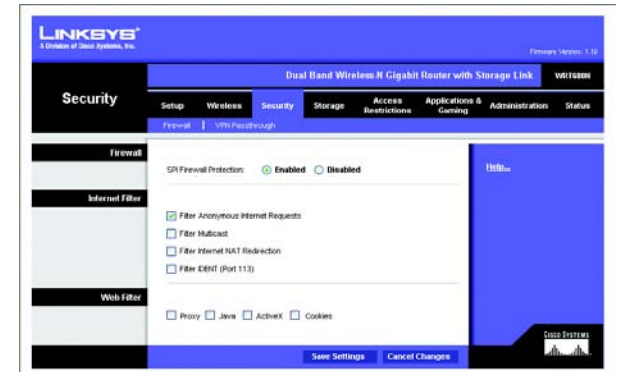 LINKSYS®
A Division of Cisco Systems, Inc.
Firmware Version: 1.10
Dual Band Wireless-N Gigabit Router with Storage Link WRT600N
Security
Setup Wireless Security Storage Access Restrictions Applications & Gaming Administration Status
Firewall | VPN Passthrough
Firewall
SPI Firewall Protection: Enabled Disabled
Help...
Internet Filter
Filter Anonymous Internet Requests
Filter Multicast
Filter Internet NAT Redirection
Filter IDENT (Port 113)
Web Filter
Proxy Java ActiveX Cookies
CISCO SYSTEMS
Save Settings Cancel Changes